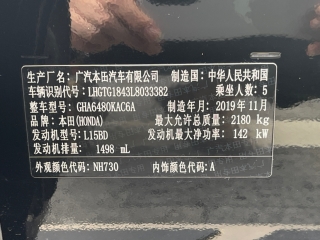 生产厂名：广汽本田汽车有限公司 制造国：中华人民共和国
车辆识别代号：LHGTG1843L8033382 乘坐人数：5
整车型号：GHA6480KAC6A 制造年月：2019年11月
品牌：本田(HONDA) 最大允许总质量：2180 kg
发动机型号：L15BD 发动机最大净功率：142 kW
发动机排量：1498 mL
外观颜色代码：NH730 内饰颜色代码：A